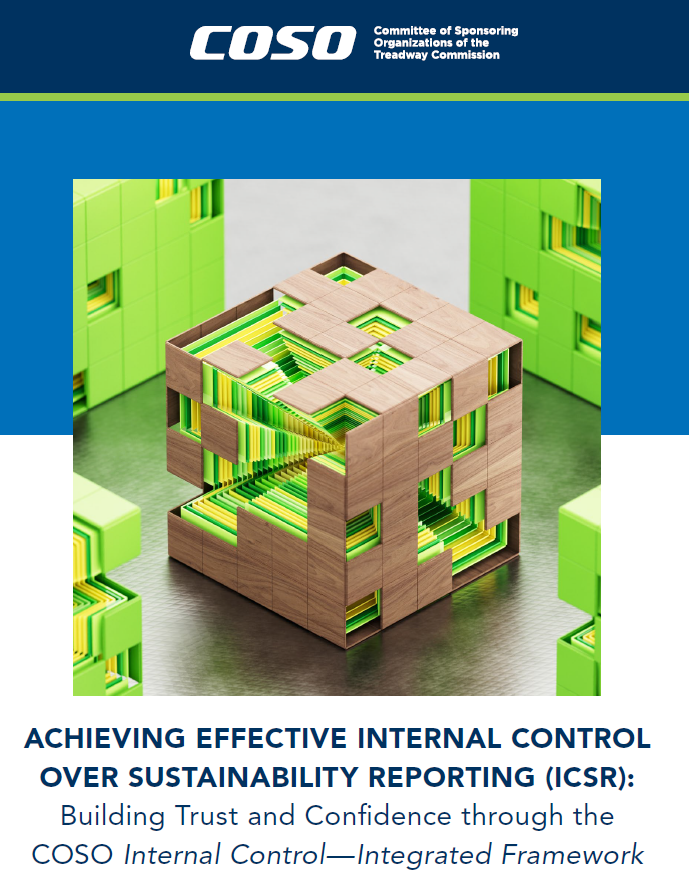 COSO
Committee of Sponsoring
Organizations of the
Treadway Commission
ACHIEVING EFFECTIVE INTERNAL CONTROL
OVER SUSTAINABILITY REPORTING (ICSR):
Building Trust and Confidence through the
COSO Internal Control—Integrated Framework